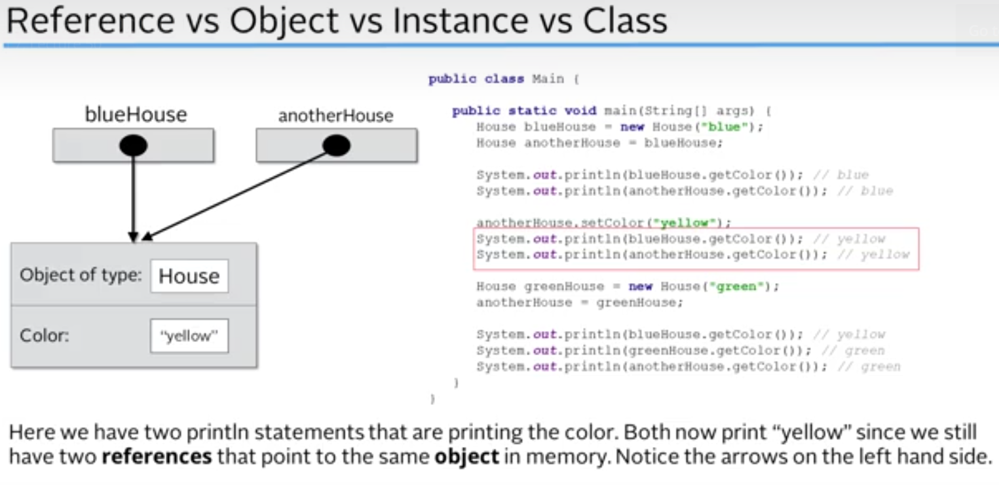 Reference vs Object vs Instance vs Class
blueHouse
anotherHouse
Object of type: House
Color: “yellow”
public class Main {
public static void main(String[] args) {
House blueHouse = new House("blue");
House anotherHouse = blueHouse;
System.out.println(blueHouse.getColor()); // blue
System.out.println(anotherHouse.getColor()); // blue
anotherHouse.setColor("yellow");
System.out.println(blueHouse.getColor()); // yellow
System.out.println(anotherHouse.getColor()); // yellow
House greenHouse = new House("green");
anotherHouse = greenHouse;
System.out.println(blueHouse.getColor()); // yellow
System.out.println(greenHouse.getColor()); // green
System.out.println(anotherHouse.getColor()); // green
}
}
Here we have two println statements that are printing the color. Both now print “yellow” since we still
have two references that point to the same object in memory. Notice the arrows on the left hand side.